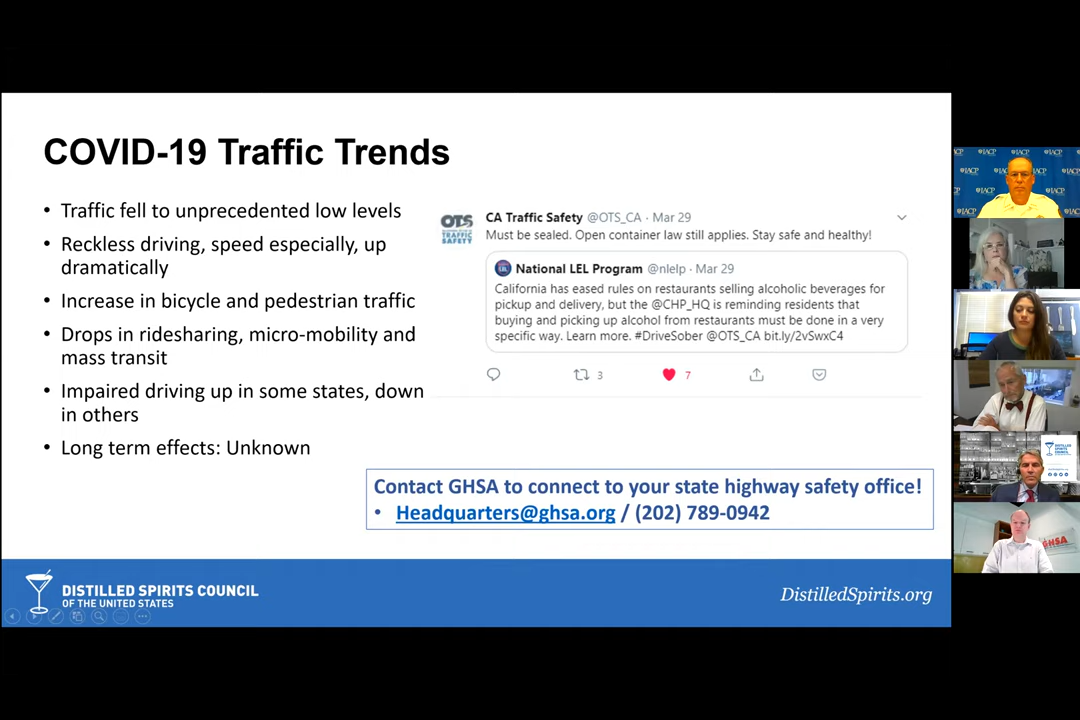 COVID-19 Traffic Trends
• Traffic fell to unprecedented low levels
• Reckless driving, speed especially, up
dramatically
• Increase in bicycle and pedestrian traffic
• Drops in ridesharing, micro-mobility and
mass transit
• Impaired driving up in some states, down
in others
• Long term effects: Unknown
OTS
TRAFFIC
SAFETY
CA Traffic Safety @OTS_CA · Mar 29
Must be sealed. Open container law still applies. Stay safe and healthy!
National LEL Program @nlelp · Mar 29
California has eased rules on restaurants selling alcoholic beverages for
pickup and delivery, but the @CHP_HQ is reminding residents that
buying and picking up alcohol from restaurants must be done in a very
specific way. Learn more. #DriveSober @OTS_CA bit.ly/2vSwxC4
3
7
Contact GHSA to connect to your state highway safety office!
• Headquarters@ghsa.org / (202) 789-0942
DISTILLED SPIRITS COUNCIL
OF THE UNITED STATES
DistilledSpirits.org
IACP
IACP
IACP
DISTILLED
SPIRITS
COUNCIL
GHSA